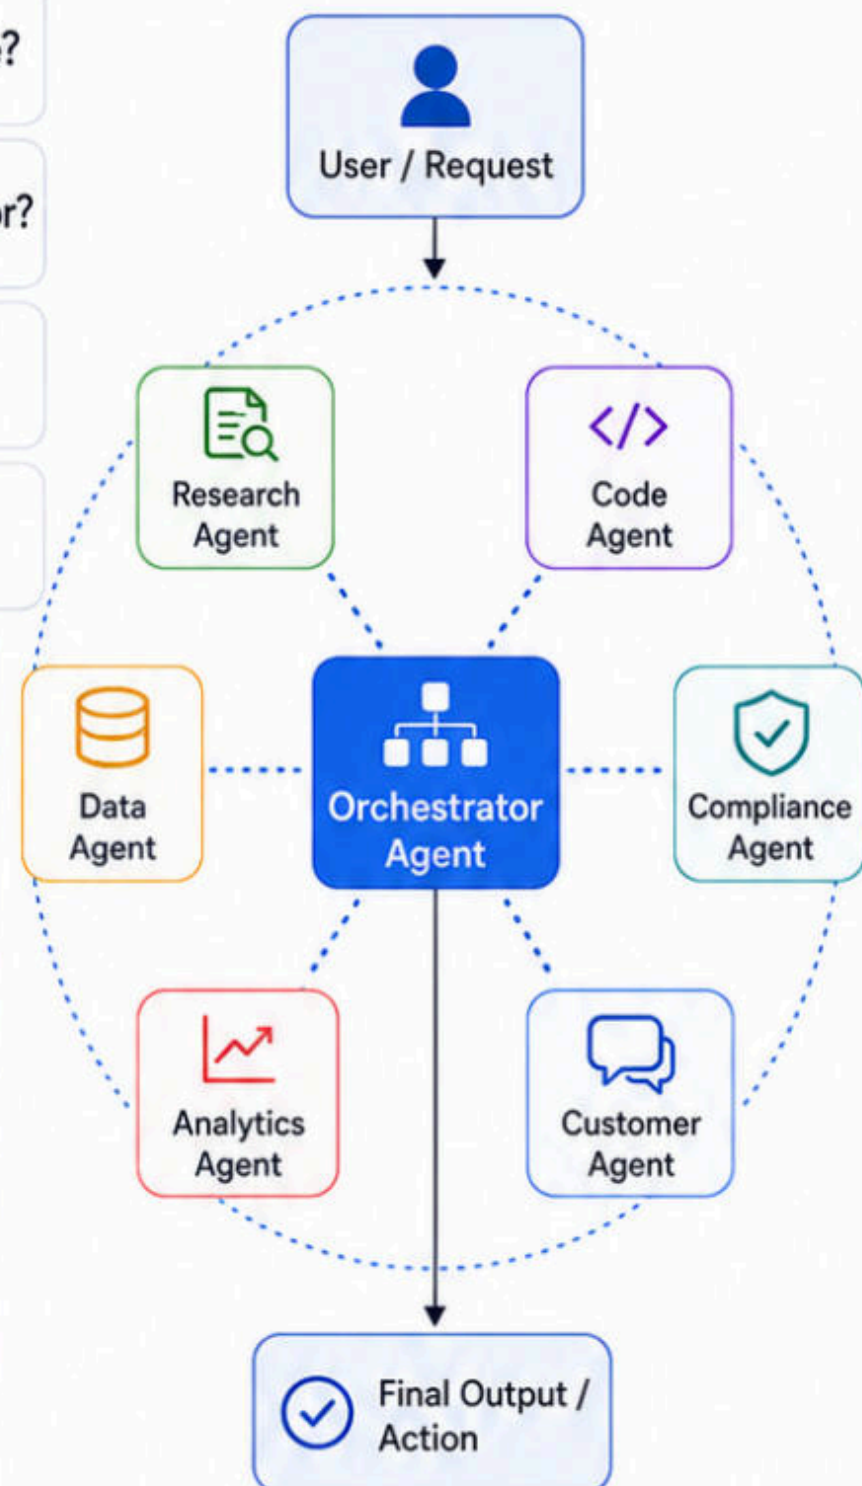 ?
r?
User / Request
</>
Research
Agent
Code
Agent
Data
Agent
Orchestrator
Agent
Compliance
Agent
Analytics
Agent
Customer
Agent
Final Output /
Action